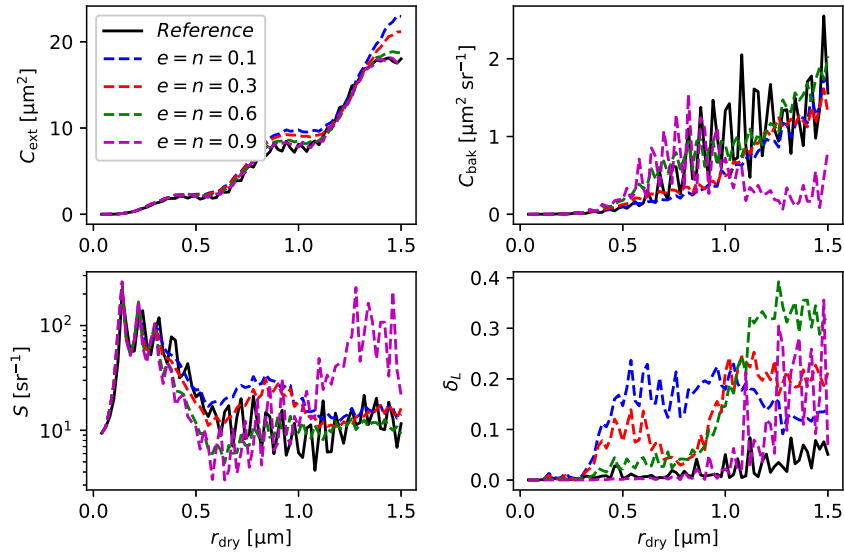 Reference
e = n = 0.1
e = n = 0.3
e = n = 0.6
e = n = 0.9
C_ext [µm²]
0
10
20
0.0 0.5 1.0 1.5
C_bak [µm² sr⁻¹]
0
1
2
0.0 0.5 1.0 1.5
S [sr⁻¹]
10¹
10²
0.0 0.5 1.0 1.5
r_dry [µm]
δ_L
0.0
0.1
0.2
0.3
0.4
0.0 0.5 1.0 1.5
r_dry [µm]